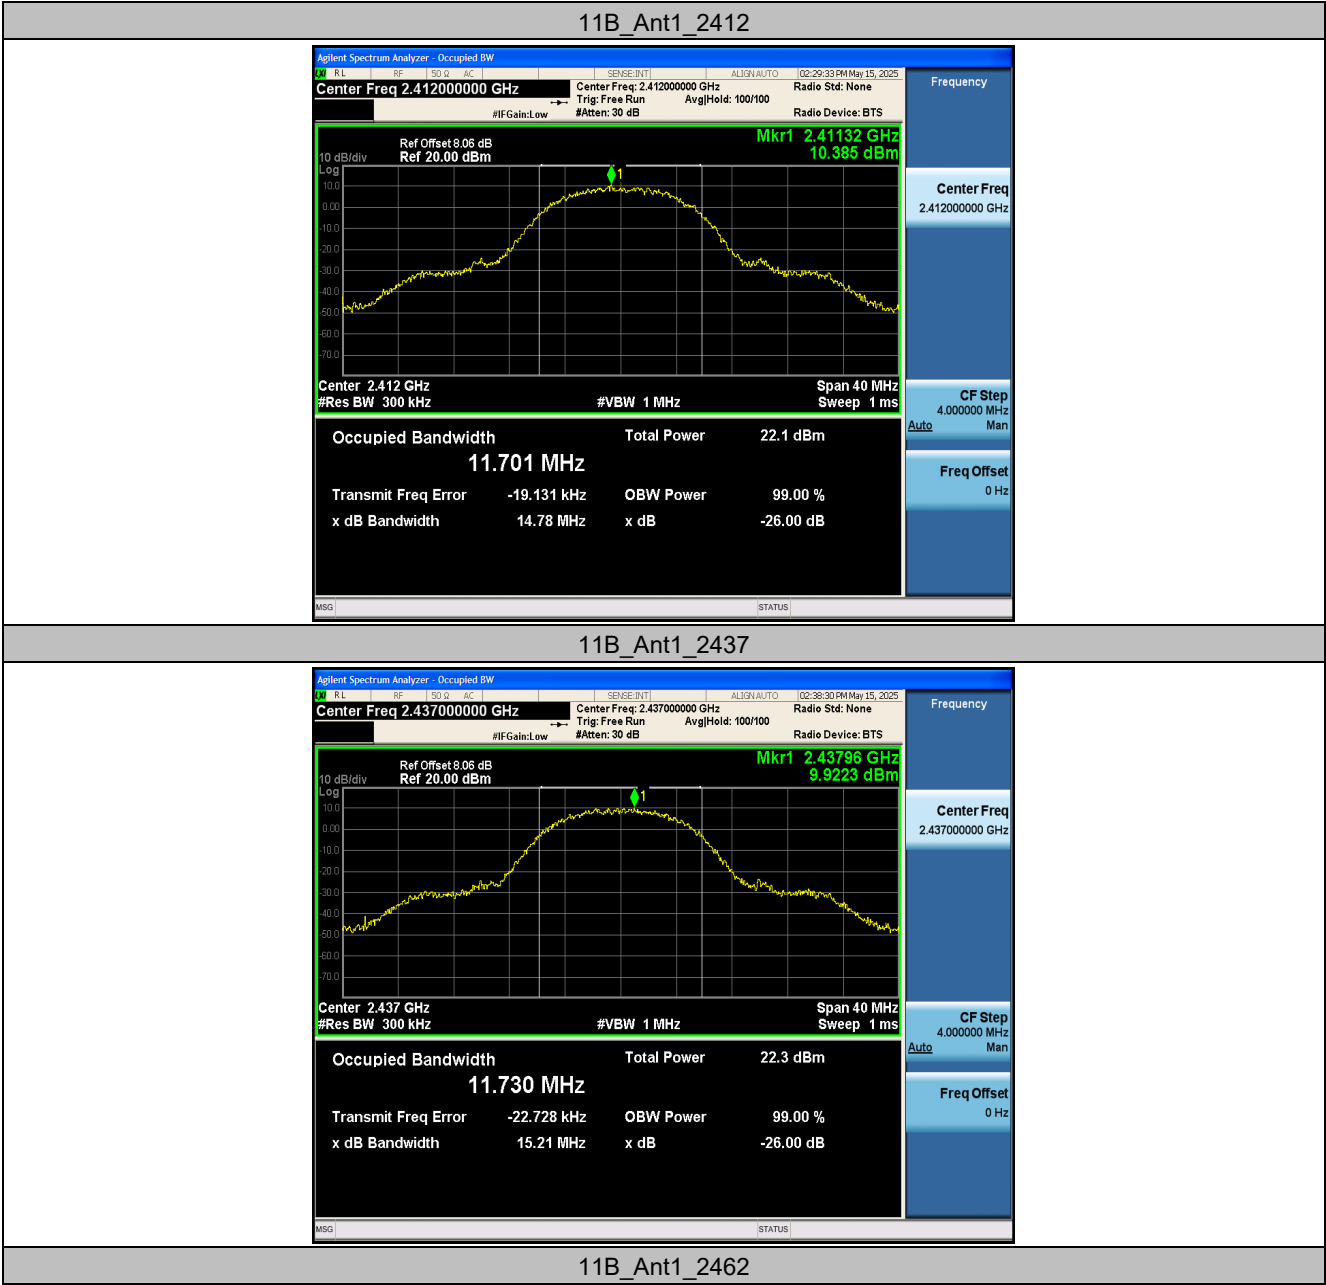 11B_Ant1_2412
Agilent Spectrum Analyzer - Occupied BW
LXI RL RF 50 Ω AC SENSE:INT ALIGN AUTO 02:29:33 PM May 15, 2025
Center Freq 2.412000000 GHz
Center Freq: 2.412000000 GHz Radio Std: None
Trig: Free Run Avg|Hold: 100/100
#IFGain:Low #Atten: 30 dB Radio Device: BTS
Frequency
Mkr1 2.41132 GHz
10.385 dBm
Ref Offset 8.06 dB
10 dB/div Ref 20.00 dBm
Log
1
10.0
0.00
-10.0
-20.0
-30.0
-40.0
-50.0
-60.0
-70.0
Center Freq
2.412000000 GHz
Center 2.412 GHz Span 40 MHz
#Res BW 300 kHz #VBW 1 MHz Sweep 1 ms
CF Step
4.000000 MHz
Auto Man
Occupied Bandwidth Total Power 22.1 dBm
11.701 MHz
Transmit Freq Error -19.131 kHz OBW Power 99.00 %
x dB Bandwidth 14.78 MHz x dB -26.00 dB
Freq Offset
0 Hz
MSG STATUS
11B_Ant1_2437
Agilent Spectrum Analyzer - Occupied BW
LXI RL RF 50 Ω AC SENSE:INT ALIGN AUTO 02:38:30 PM May 15, 2025
Center Freq 2.437000000 GHz
Center Freq: 2.437000000 GHz Radio Std: None
Trig: Free Run Avg|Hold: 100/100
#IFGain:Low #Atten: 30 dB Radio Device: BTS
Frequency
Mkr1 2.43796 GHz
9.9223 dBm
Ref Offset 8.06 dB
10 dB/div Ref 20.00 dBm
Log
1
10.0
0.00
-10.0
-20.0
-30.0
-40.0
-50.0
-60.0
-70.0
Center Freq
2.437000000 GHz
Center 2.437 GHz Span 40 MHz
#Res BW 300 kHz #VBW 1 MHz Sweep 1 ms
CF Step
4.000000 MHz
Auto Man
Occupied Bandwidth Total Power 22.3 dBm
11.730 MHz
Transmit Freq Error -22.728 kHz OBW Power 99.00 %
x dB Bandwidth 15.21 MHz x dB -26.00 dB
Freq Offset
0 Hz
MSG STATUS
11B_Ant1_2462